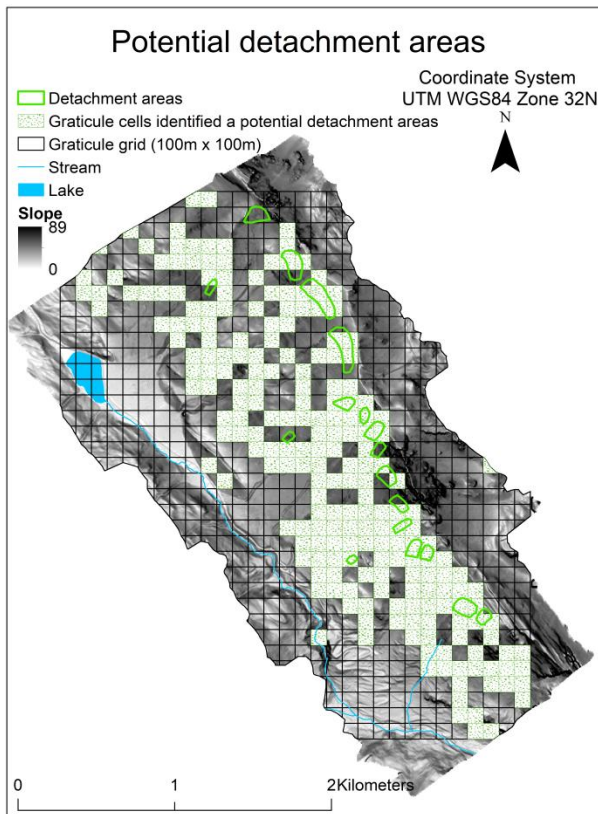 Potential detachment areas
Coordinate System
UTM WGS84 Zone 32N
N
Detachment areas
Graticule cells identified a potential detachment areas
Graticule grid (100m x 100m)
Stream
Lake
Slope
89
0
0 1 2Kilometers